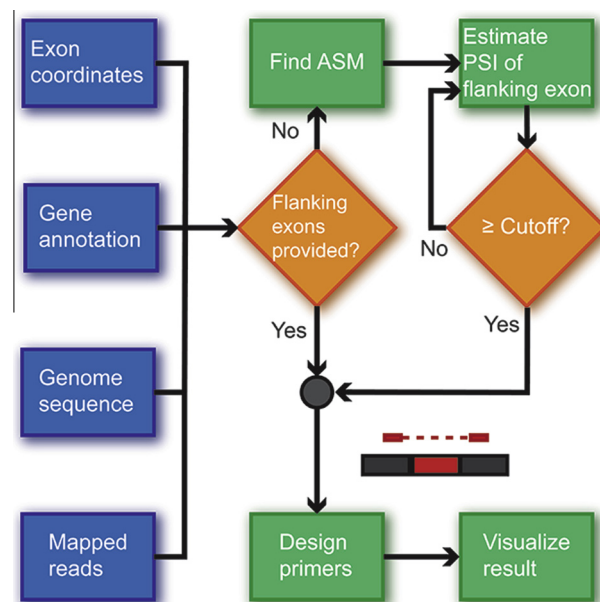 Exon
coordinates
Gene
annotation
Genome
sequence
Mapped
reads
Find ASM
Estimate
PSI of
flanking exon
No
Flanking
exons
provided?
Yes
≥ Cutoff?
No
Yes
Design
primers
Visualize
result